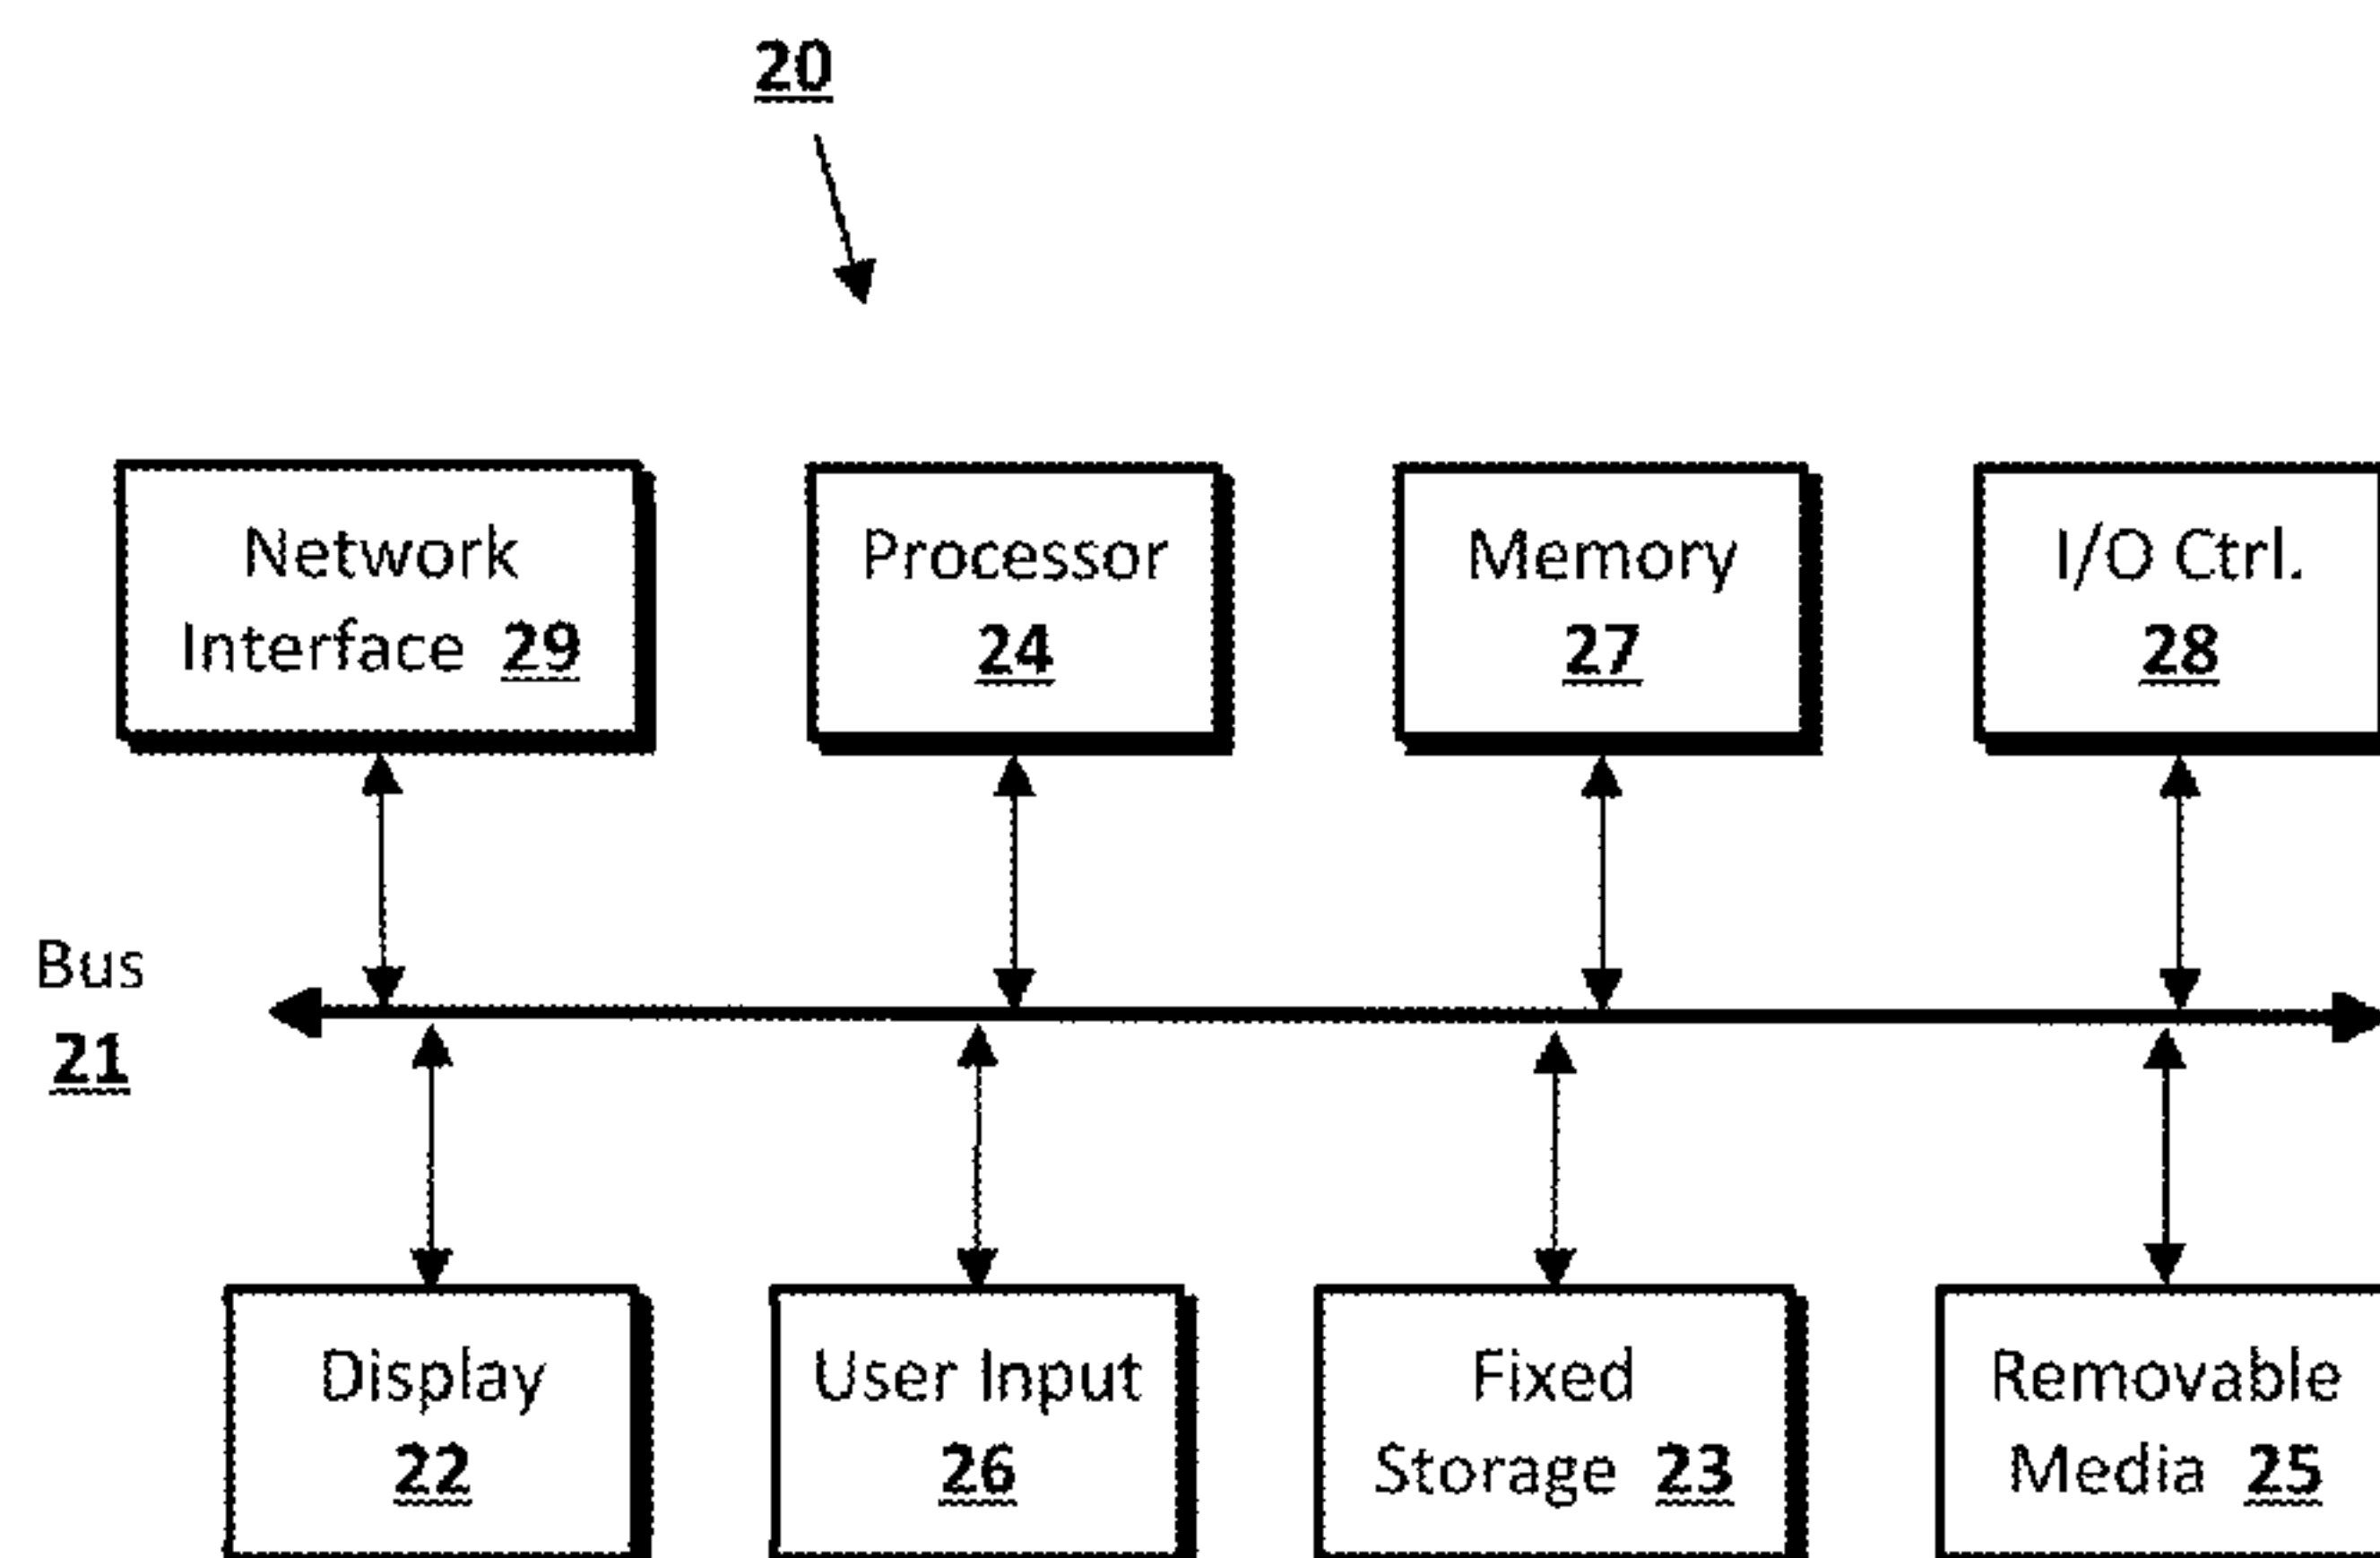 20
Network
Interface 29
Processor
24
Memory
27
I/O Ctrl.
28
Bus
21
Display
22
User Input
26
Fixed
Storage 23
Removable
Media 25